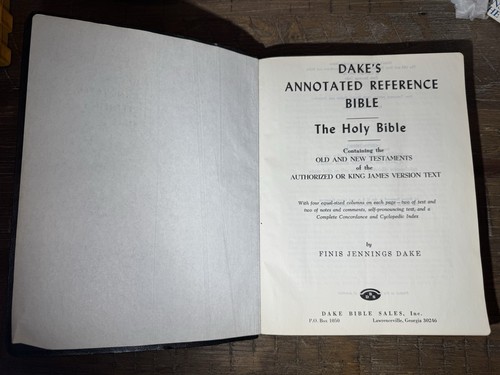 DAKE'S
ANNOTATED REFERENCE
BIBLE
The Holy Bible
Containing the
OLD AND NEW TESTAMENTS
of the
AUTHORIZED OR KING JAMES VERSION TEXT
With four equal-sized columns on each page – two of text and
two of notes and comments, self-pronouncing text, and a
Complete Concordance and Cyclopedic Index
by
FINIS JENNINGS DAKE
DAKE BIBLE SALES, Inc.
P.O. Box 1050 Lawrenceville, Georgia 30246